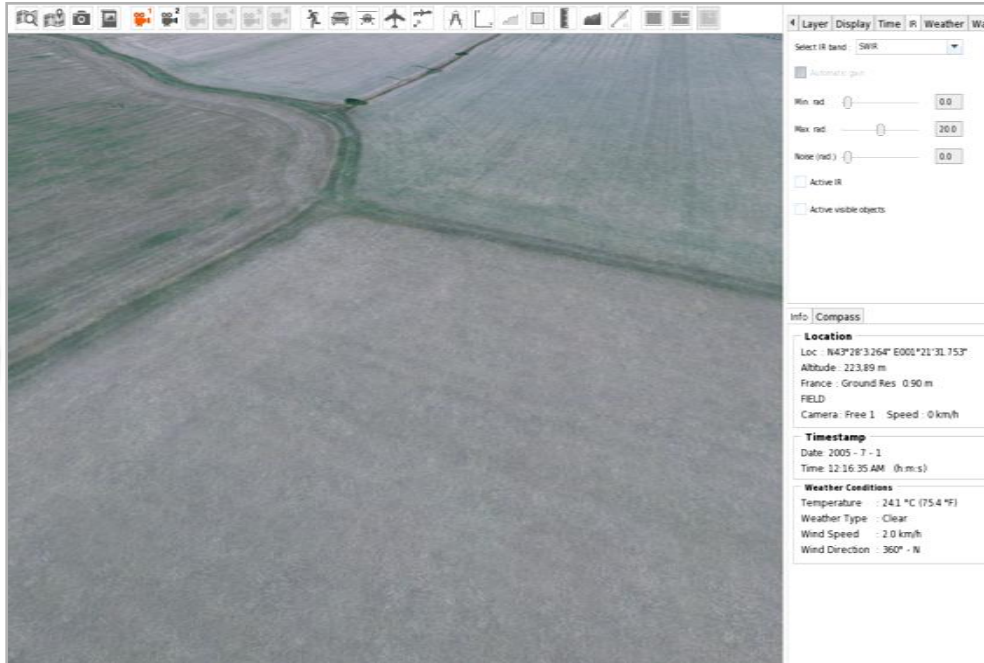 1
2
Layer Display Time IR Weather Wa
Select IR band : SWIR
Automatic gain
Min rad. 0.0
Max rad. 20.0
Noise (rad.) 0.0
Active IR
Active visible objects
Info Compass
Location
Loc : N43°28'3.264" E001°21'31.753"
Altitude : 223,89 m
France : Ground Res 0.90 m
FIELD
Camera : Free 1 Speed : 0 km/h
Timestamp
Date: 2005 - 7 - 1
Time: 12:16:35 AM (h:m:s)
Weather Conditions
Temperature : 24.1 °C (75.4 °F)
Weather Type : Clear
Wind Speed : 2.0 km/h
Wind Direction : 360° - N